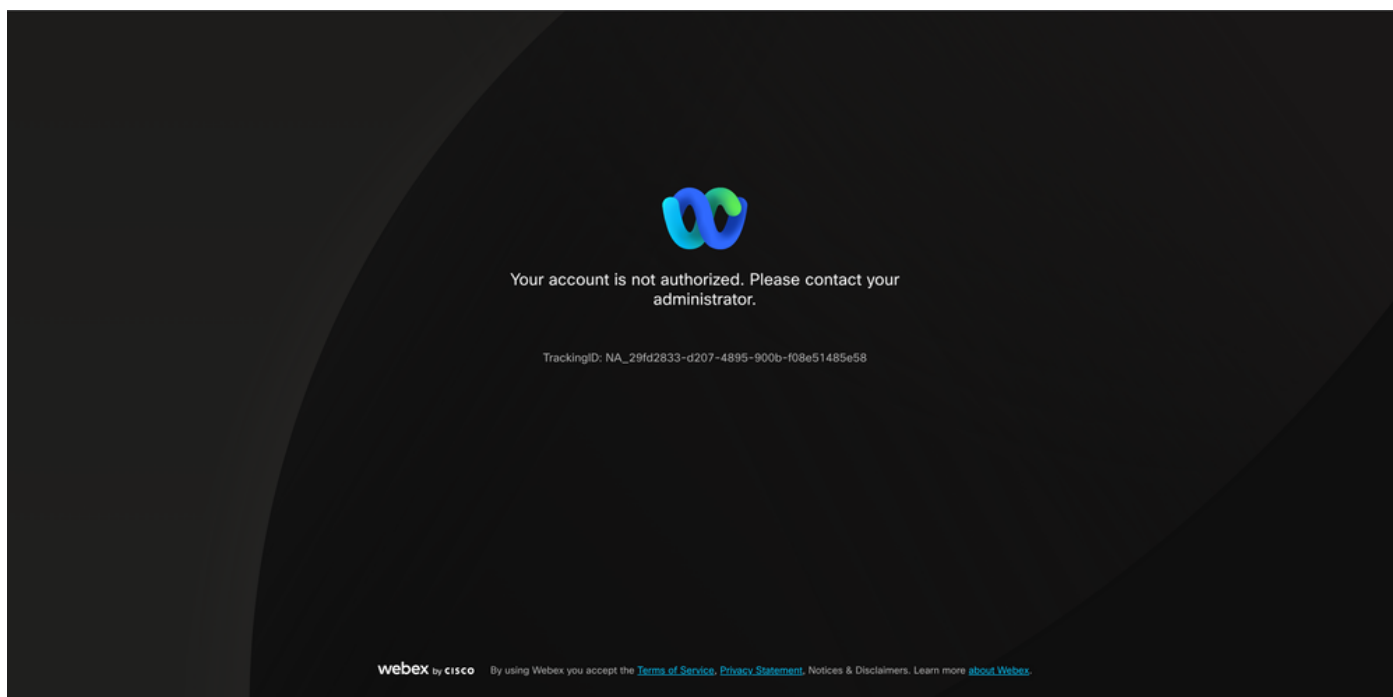 Your account is not authorized. Please contact your
administrator.
TrackingID: NA_29fd2833-d207-4895-900b-f08e51485e58
webex by CISCO By using Webex you accept the Terms of Service, Privacy Statement, Notices & Disclaimers. Learn more about Webex.